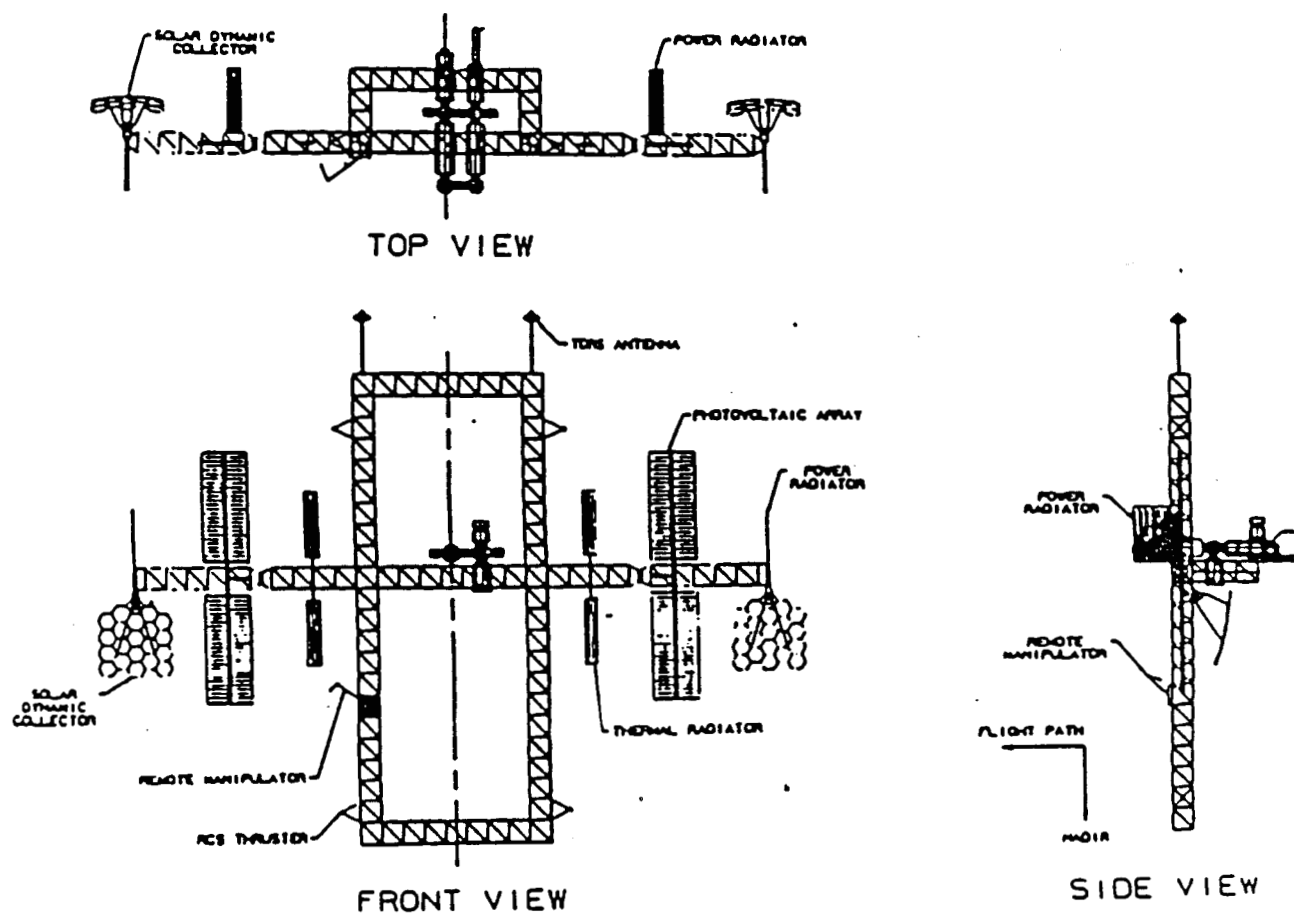 SOLAR DYNAMIC
COLLECTOR
POWER RADIATOR
TOP VIEW
TDRS ANTENNA
PHOTOVOLTAIC ARRAY
POWER
RADIATOR
POWER
RADIATOR
SOLAR
DYNAMIC
COLLECTOR
REMOTE
MANIPULATOR
THERMAL RADIATOR
FLIGHT PATH
REMOTE MANIPULATOR
RCS THRUSTER
NADIR
FRONT VIEW
SIDE VIEW